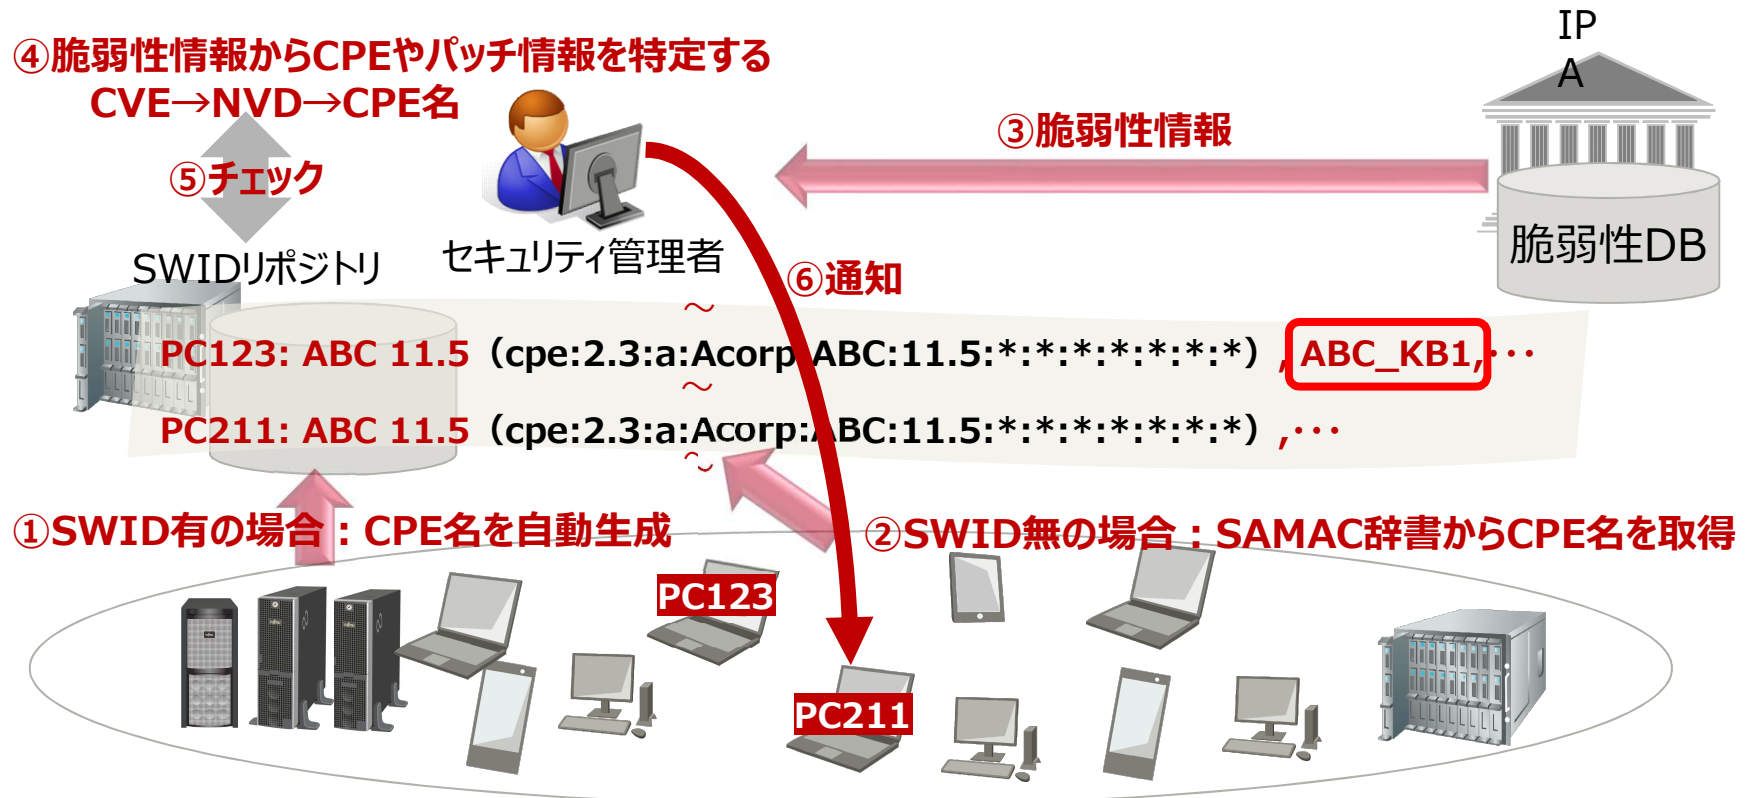 ④脆弱性情報からCPEやパッチ情報を特定する
CVE→NVD→CPE名
IP
A
③脆弱性情報
⑤チェック
脆弱性DB
SWIDリポジトリ
セキュリティ管理者
⑥通知
～
PC123: ABC 11.5（cpe:2.3:a:Acorp:ABC:11.5:*:*:*:*:*:*:*）, ABC_KB1,・・・
～
PC211: ABC 11.5（cpe:2.3:a:Acorp:ABC:11.5:*:*:*:*:*:*:*）,・・・
～
①SWID有の場合：CPE名を自動生成
②SWID無の場合：SAMAC辞書からCPE名を取得
PC123
PC211